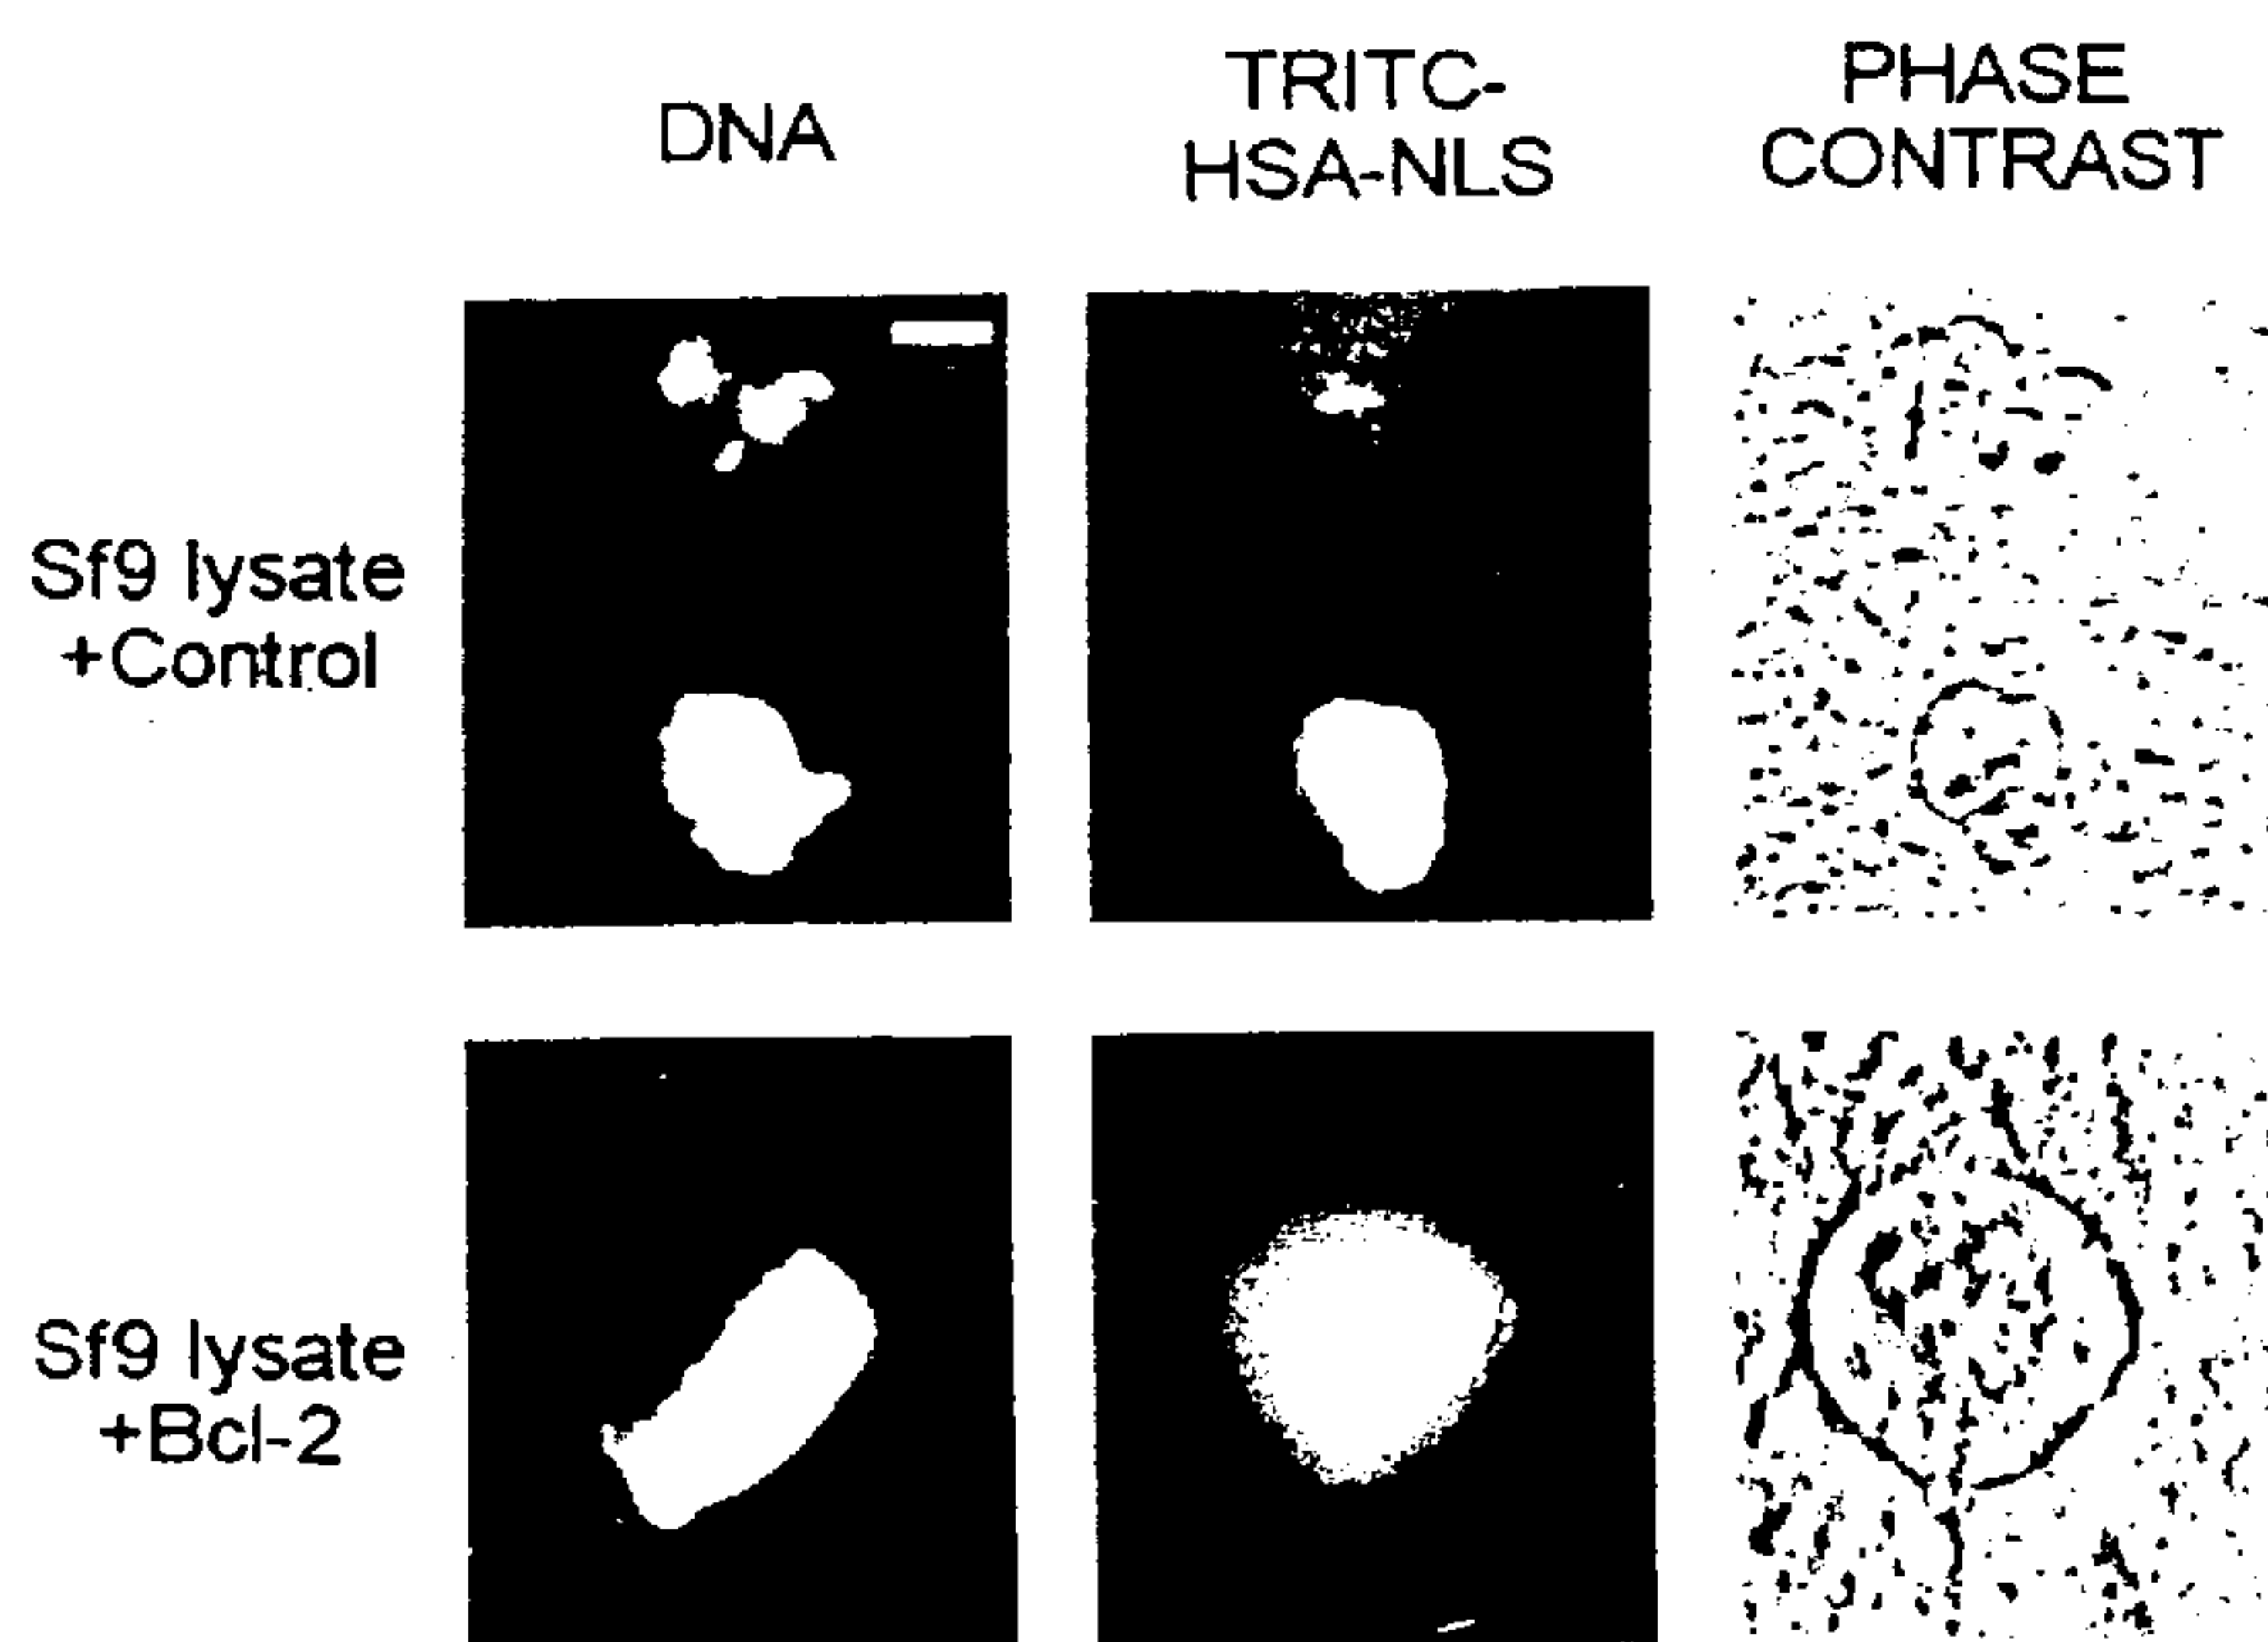 DNA
TRITC-
HSA-NLS
PHASE
CONTRAST
Sf9 lysate
+Control
Sf9 lysate
+Bcl-2